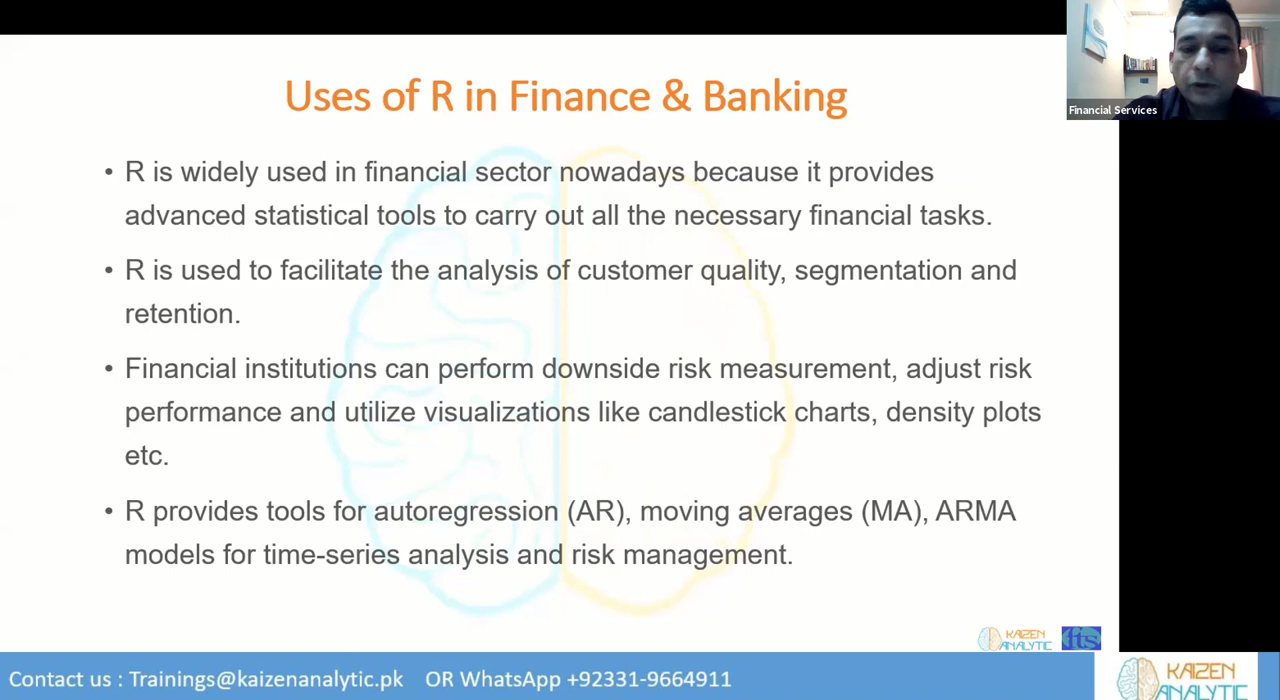 Uses of R in Finance & Banking
Financial Services
• R is widely used in financial sector nowadays because it provides
advanced statistical tools to carry out all the necessary financial tasks.
• R is used to facilitate the analysis of customer quality, segmentation and
retention.
• Financial institutions can perform downside risk measurement, adjust risk
performance and utilize visualizations like candlestick charts, density plots
etc.
• R provides tools for autoregression (AR), moving averages (MA), ARMA
models for time-series analysis and risk management.
KAIZEN
ANALYTIC
fts
Contact us : Trainings@kaizenanalytic.pk OR WhatsApp +92331-9664911
KAIZEN
ANALYTIC